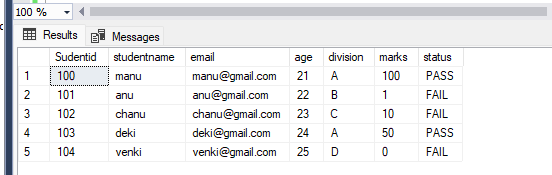 100 %
Results Messages
Sudentid studentname email age division marks status
1 100 manu manu@gmail.com 21 A 100 PASS
2 101 anu anu@gmail.com 22 B 1 FAIL
3 102 chanu chanu@gmail.com 23 C 10 FAIL
4 103 deki deki@gmail.com 24 A 50 PASS
5 104 venki venki@gmail.com 25 D 0 FAIL